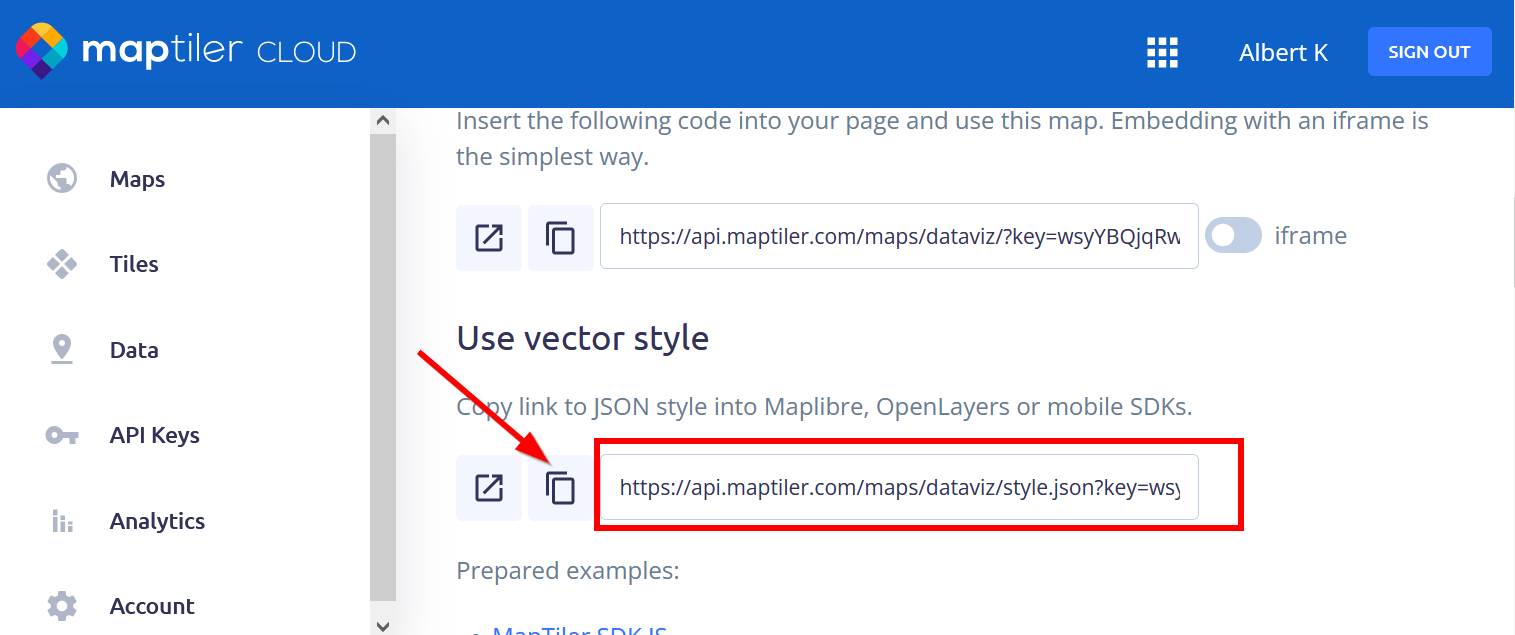 maptiler CLOUD
Albert K
SIGN OUT
Maps
Tiles
Data
API Keys
Analytics
Account
Insert the following code into your page and use this map. Embedding with an iframe is
the simplest way.
https://api.maptiler.com/maps/dataviz/?key=wsyYBQjqRw
iframe
Use vector style
Copy link to JSON style into Maplibre, OpenLayers or mobile SDKs.
https://api.maptiler.com/maps/dataviz/style.json?key=wsy
Prepared examples:
MapTiler SDK JS